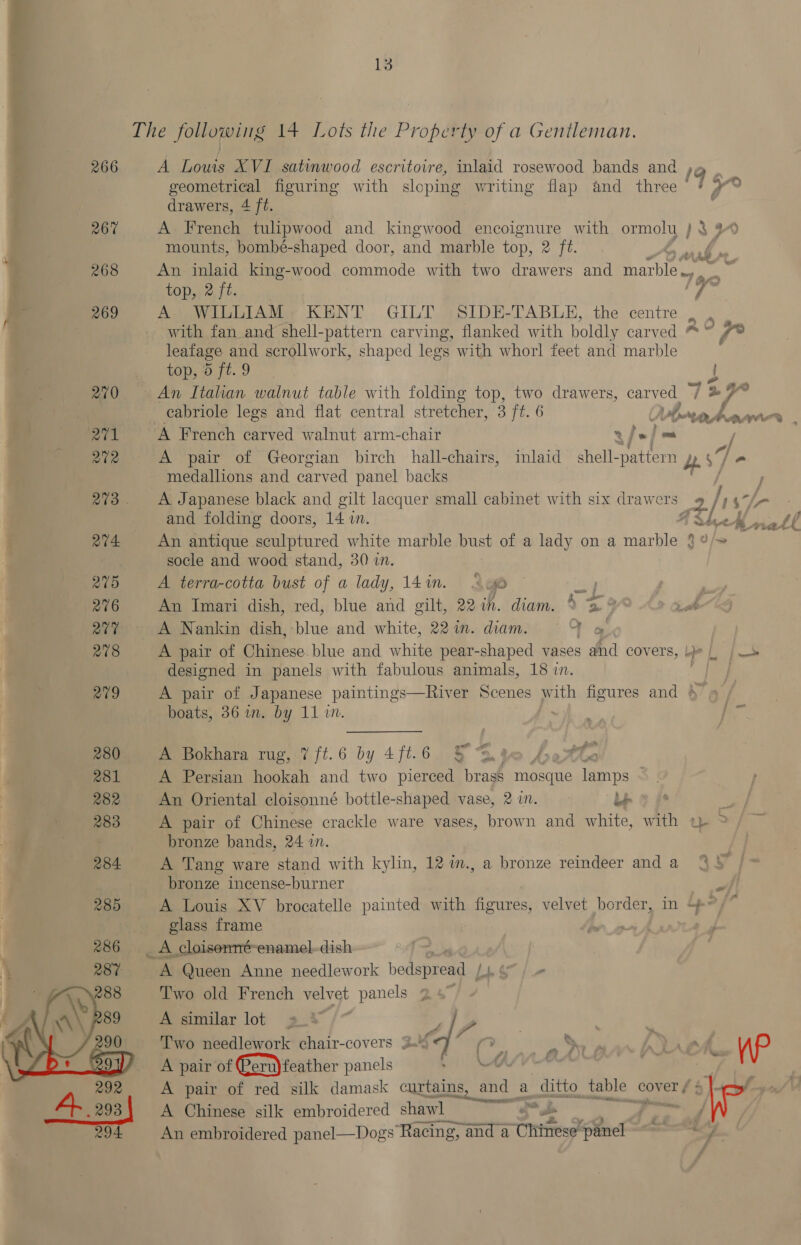 13
The following 14 Lots the Property of a Gentleman.
266 A Louis XVI satinwood escritoire, inlaid rosewood bands and
geometrical figuring with sloping writing flap and three
drawers, 4 ft.
267 A French tulipwood and kingwood encoignure with ormolu
mounts, bombé-shaped door, and marble top, 2 ft.
268 An inlaid king-wood commode with two drawers and marble
top, 2 ft.
269 A WILLIAM KENT GILT SIDE-TABLE, the centre
with fan and shell-pattern carving, flanked with boldly carved
leafage and scrollwork, shaped legs with whorl feet and marble
top, 5 ft. 9
270 An Italian walnut table with folding top, two drawers, carved
cabriole legs and flat central stretcher, 3 ft. 6
271 A French carved walnut arm-chair
272 A pair of Georgian birch hall-chairs, inlaid shell-pattern
medallions and carved panel backs
273 A Japanese black and gilt lacquer small cabinet with six drawers
and folding doors, 14 in.
274 An antique sculptured white marble bust of a lady on a marble
socle and wood stand, 30 in.
275 A terra-cotta bust of a lady, 14 in.
276 An Imari dish, red, blue and gilt, 22 in. diam.
277 A Nankin dish, blue and white, 22 in. diam.
278 A pair of Chinese blue and white pear-shaped vases and covers,
designed in panels with fabulous animals, 18 in.
279 A pair of Japanese paintings—River Scenes with figures and
boats, 36 in. by 11 in.
280 A Bokhara rug, 7 ft. 6 by 4 ft. 6
281 A Persian hookah and two pierced brass mosque lamps
282 An Oriental cloisonné bottle-shaped vase, 2 in.
283 A pair of Chinese crackle ware vases, brown and white, with
bronze bands, 24 in.
284 A Tang ware stand with kylin, 12 in., a bronze reindeer and a
bronze incense-burner
285 A Louis XV brocatelle painted with figures, velvet border, in
glass frame
286 A cloisonné-enamel dish
287 A Queen Anne needlework bedspread
288 Two old French velvet panels
289 A similar lot
290 Two needlework chair-covers
291 A pair of Peru feather panels WP
292 A pair of red silk damask curtains, and a ditto table cover
293 A Chinese silk embroidered shawl
294 An embroidered panel—Dogs Racing, and a Chinese panel